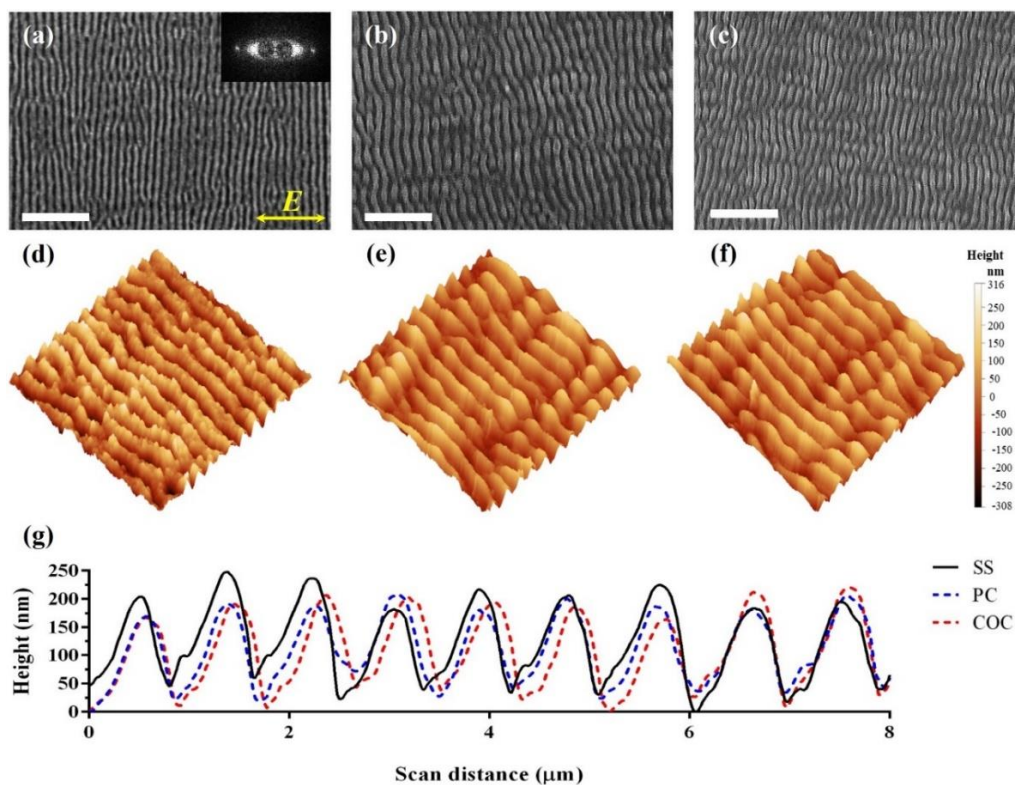 (a)
(b)
(c)
E
(d)
(e)
(f)
Height
nm
316
250
200
150
100
50
0
-50
-100
-150
-200
-250
-308
(g)
250
200
150
100
50
0
Height (nm)
0
2
4
6
8
Scan distance (μm)
SS
PC
COC